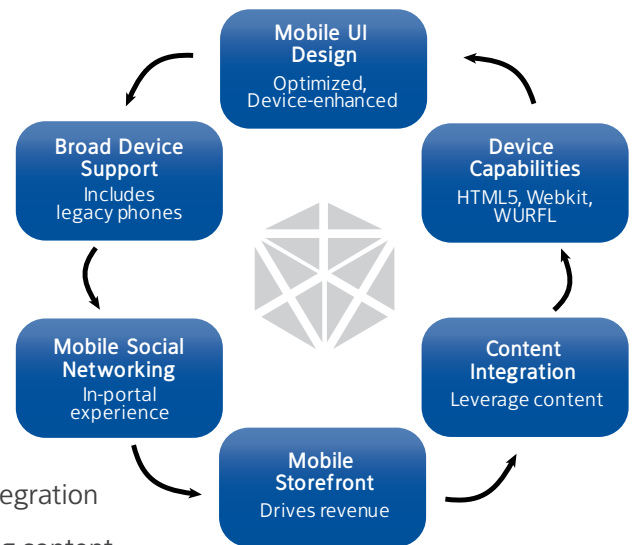 Mobile UI
Design
Optimized,
Device-enhanced
Broad Device
Support
Includes
legacy phones
Device
Capabilities
HTML5, Webkit,
WURFL
Mobile Social
Networking
In-portal
experience
Content
Integration
Leverage content
Mobile
Storefront
Drives revenue
content